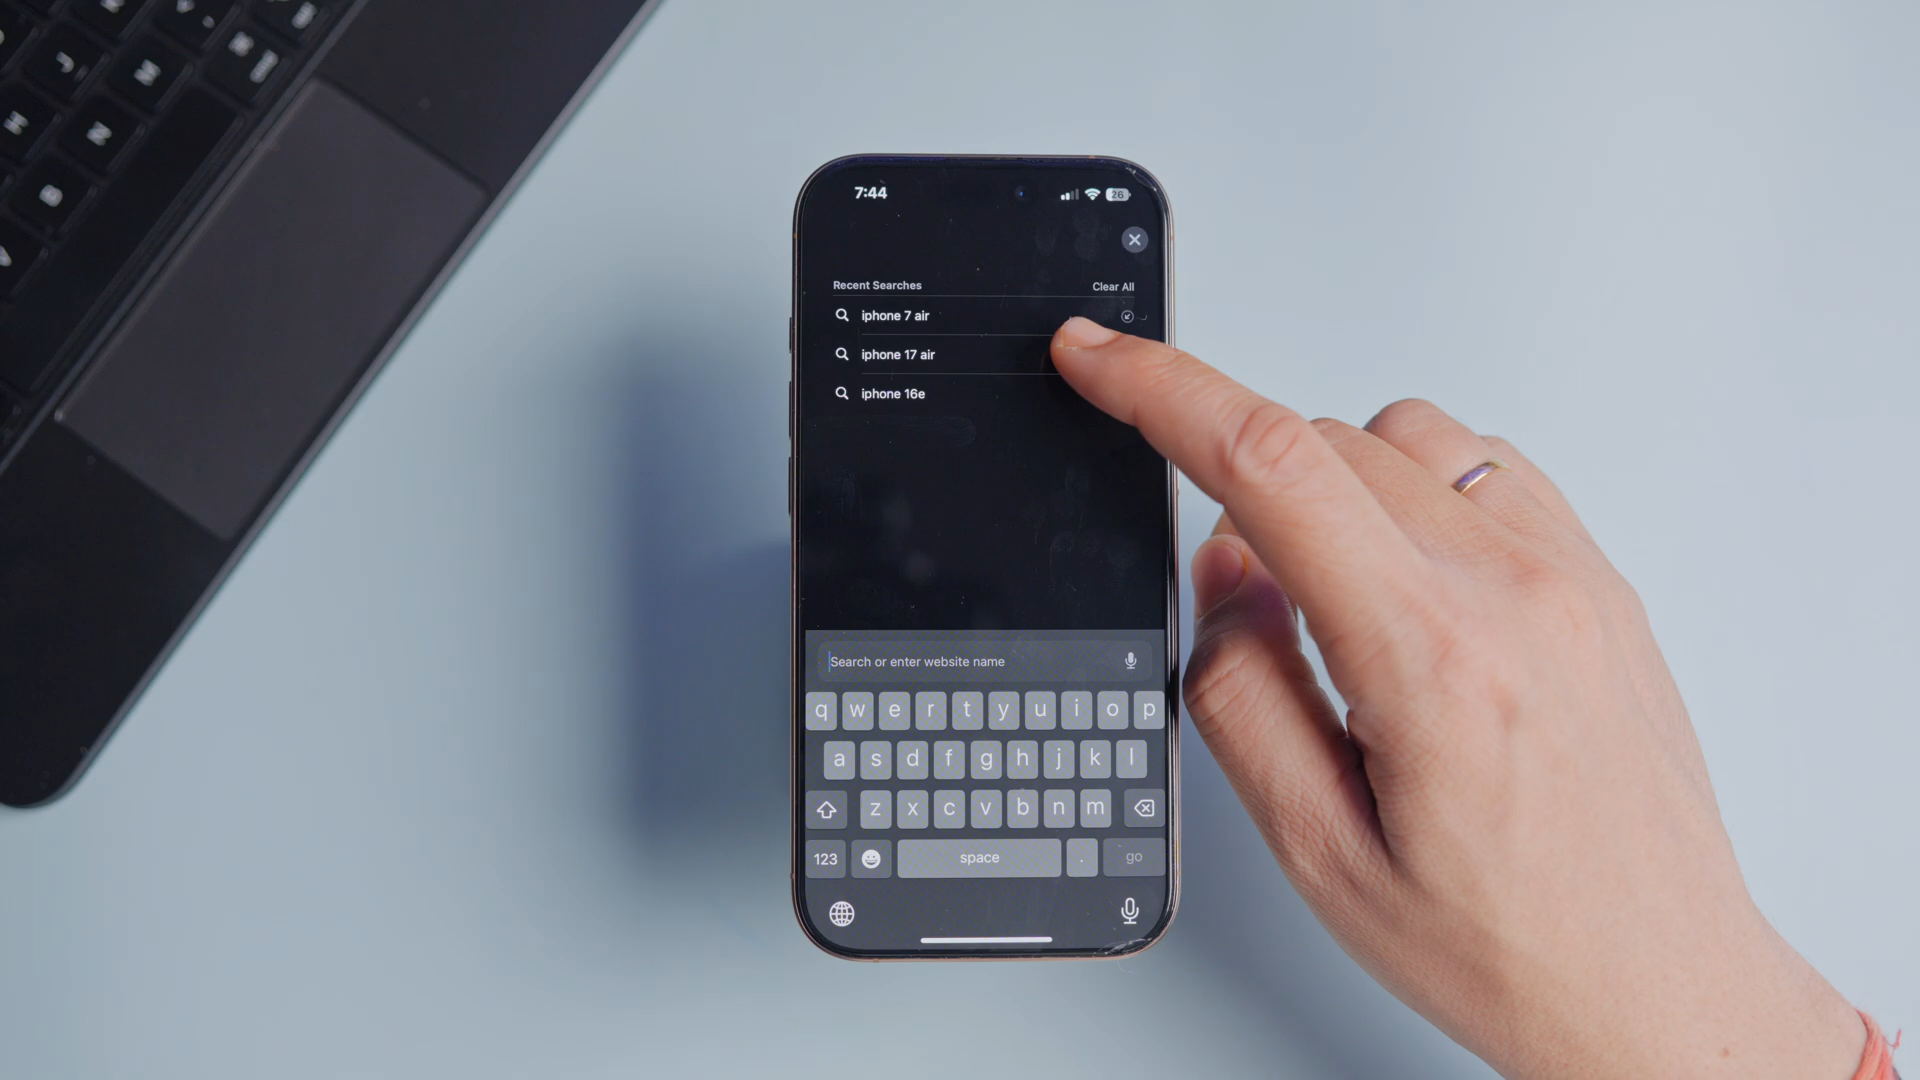 7:44
26
Recent Searches
Clear All
iphone 7 air
iphone 17 air
iphone 16e
Search or enter website name
q w e r t y u i o p
a s d f g h j k l
z x c v b n m
123
space
.
go
J
M
H
N
B
V